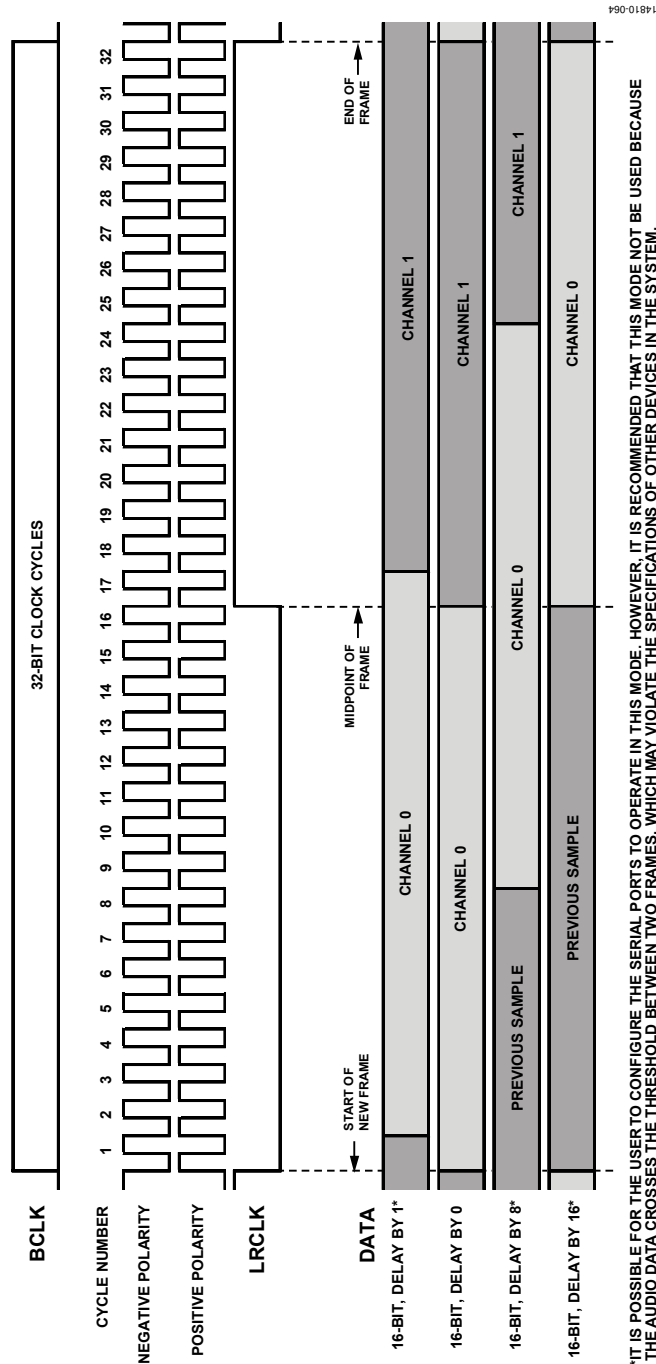 BCLK
32-BIT CLOCK CYCLES
CYCLE NUMBER
1 2 3 4 5 6 7 8 9 10 11 12 13 14 15 16 17 18 19 20 21 22 23 24 25 26 27 28 29 30 31 32
NEGATIVE POLARITY
POSITIVE POLARITY
LRCLK
START OF
NEW FRAME
MIDPOINT OF
FRAME
END OF
FRAME
DATA
16-BIT, DELAY BY 1*
CHANNEL 0
CHANNEL 1
16-BIT, DELAY BY 0
CHANNEL 0
CHANNEL 1
16-BIT, DELAY BY 8*
PREVIOUS SAMPLE
CHANNEL 0
CHANNEL 1
16-BIT, DELAY BY 16*
PREVIOUS SAMPLE
CHANNEL 0
*IT IS POSSIBLE FOR THE USER TO CONFIGURE THE SERIAL PORTS TO OPERATE IN THIS MODE. HOWEVER, IT IS RECOMMENDED THAT THIS MODE NOT BE USED BECAUSE
THE AUDIO DATA CROSSES THE THRESHOLD BETWEEN TWO FRAMES, WHICH MAY VIOLATE THE SPECIFICATIONS OF OTHER DEVICES IN THE SYSTEM.
14810-064